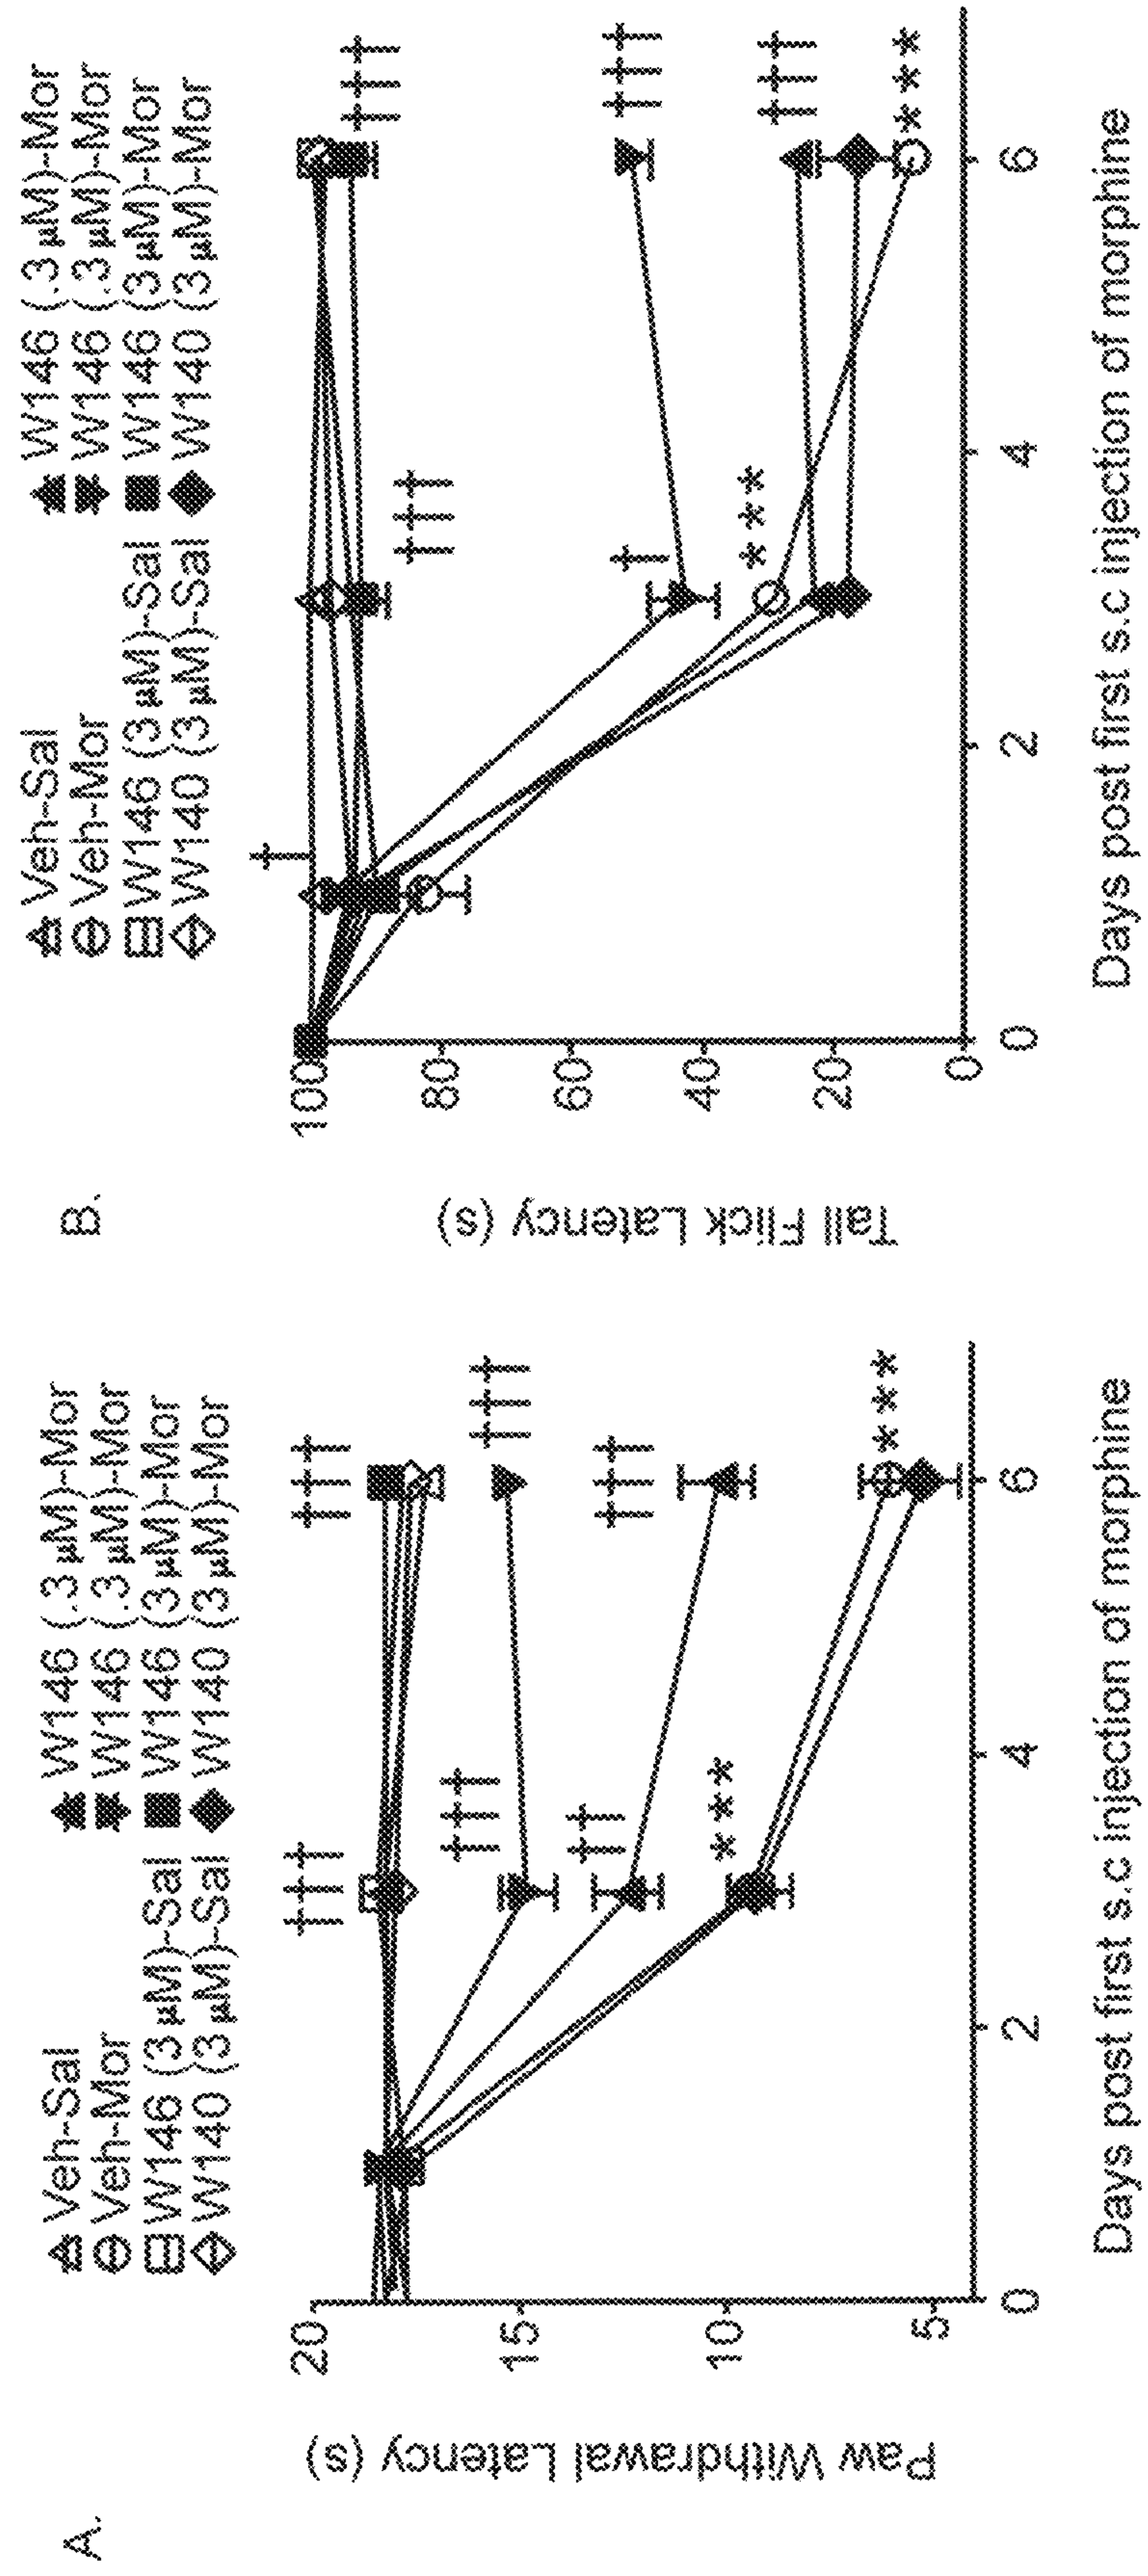 A.
Veh-Sal
Veh-Mor
W146 (3 µM)-Sal
W140 (3 µM)-Sal
W146 (.3 µM)-Mor
W146 (.3 µM)-Mor
W146 (3 µM)-Mor
W140 (3 µM)-Mor
Paw Withdrawal Latency (s)
20
15
10
5
†††
†††
††
***
†††
†††
†††
***
0
2
4
6
Days post first s.c injection of morphine
B.
Veh-Sal
Veh-Mor
W146 (3 µM)-Sal
W140 (3 µM)-Sal
W146 (.3 µM)-Mor
W146 (.3 µM)-Mor
W146 (3 µM)-Mor
W140 (3 µM)-Mor
Tail Flick Latency (s)
100
80
60
40
20
0
†
†††
†
***
†††
†††
†††
***
0
2
4
6
Days post first s.c injection of morphine